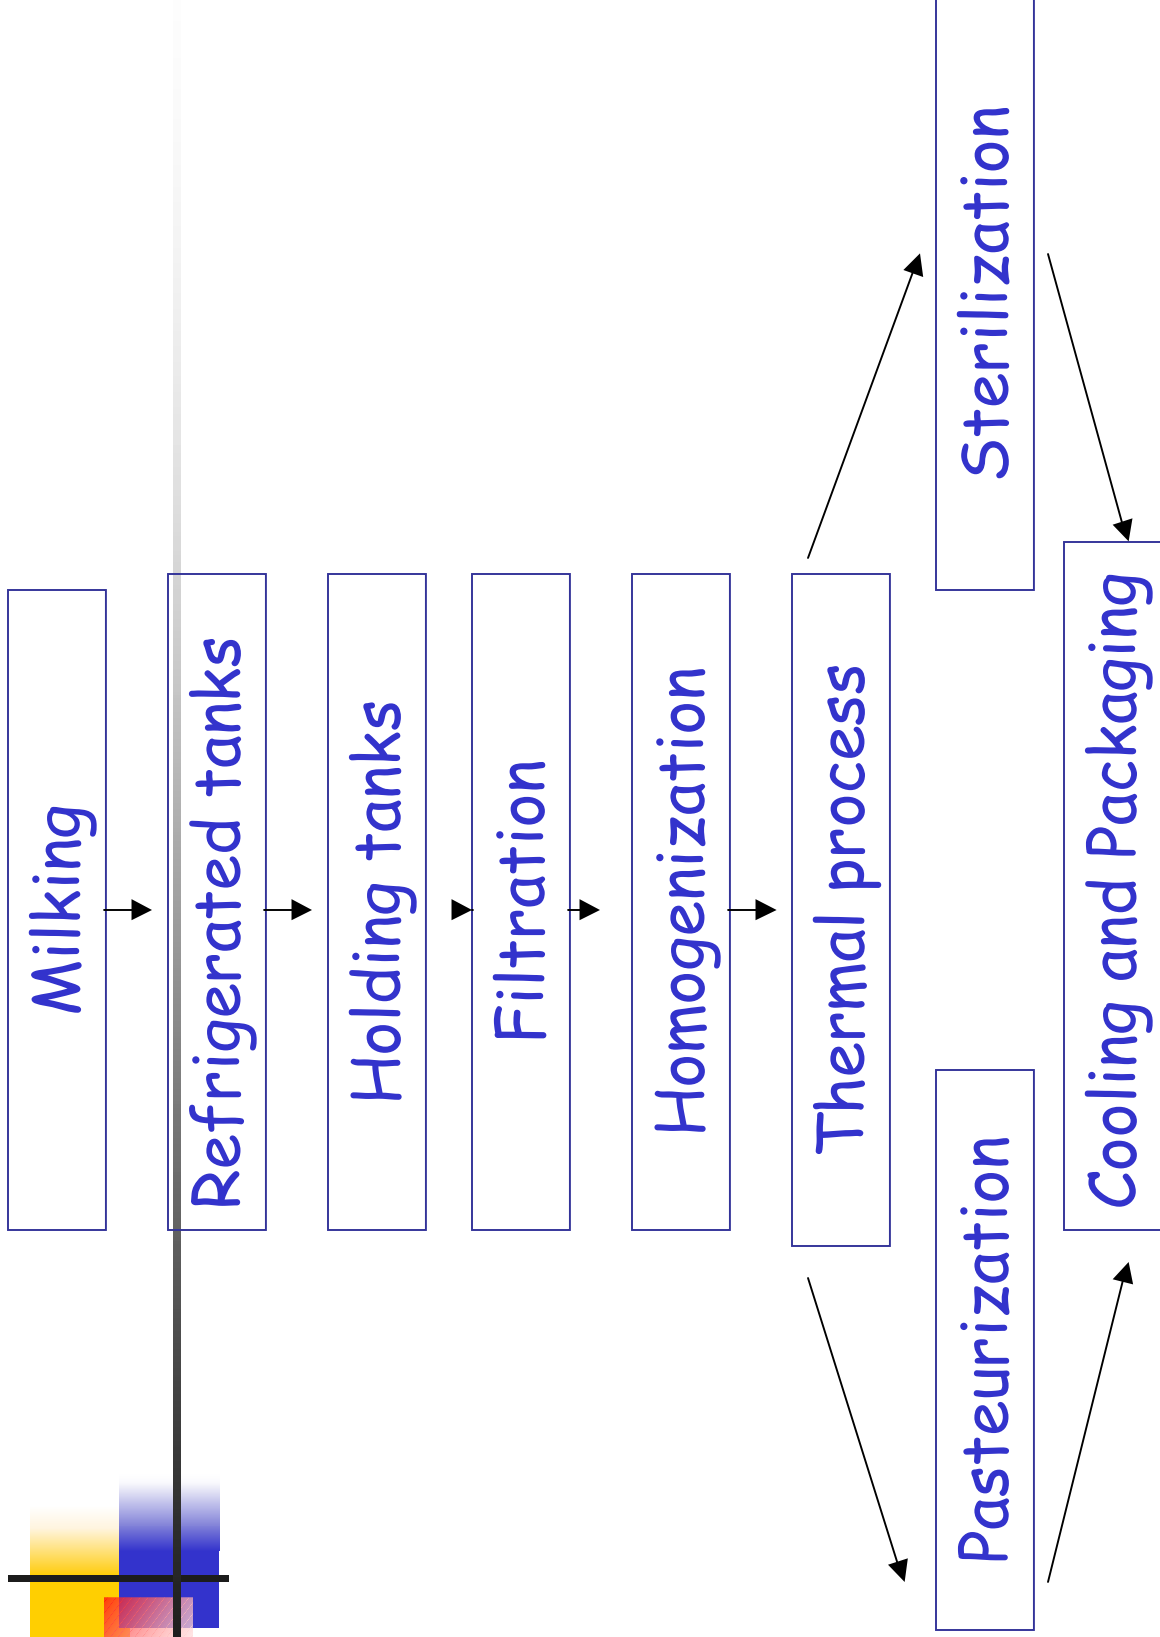 Milking
Refrigerated tanks
Holding tanks
Filtration
Homogenization
Thermal process
Pasteurization
Sterilization
Cooling and Packaging